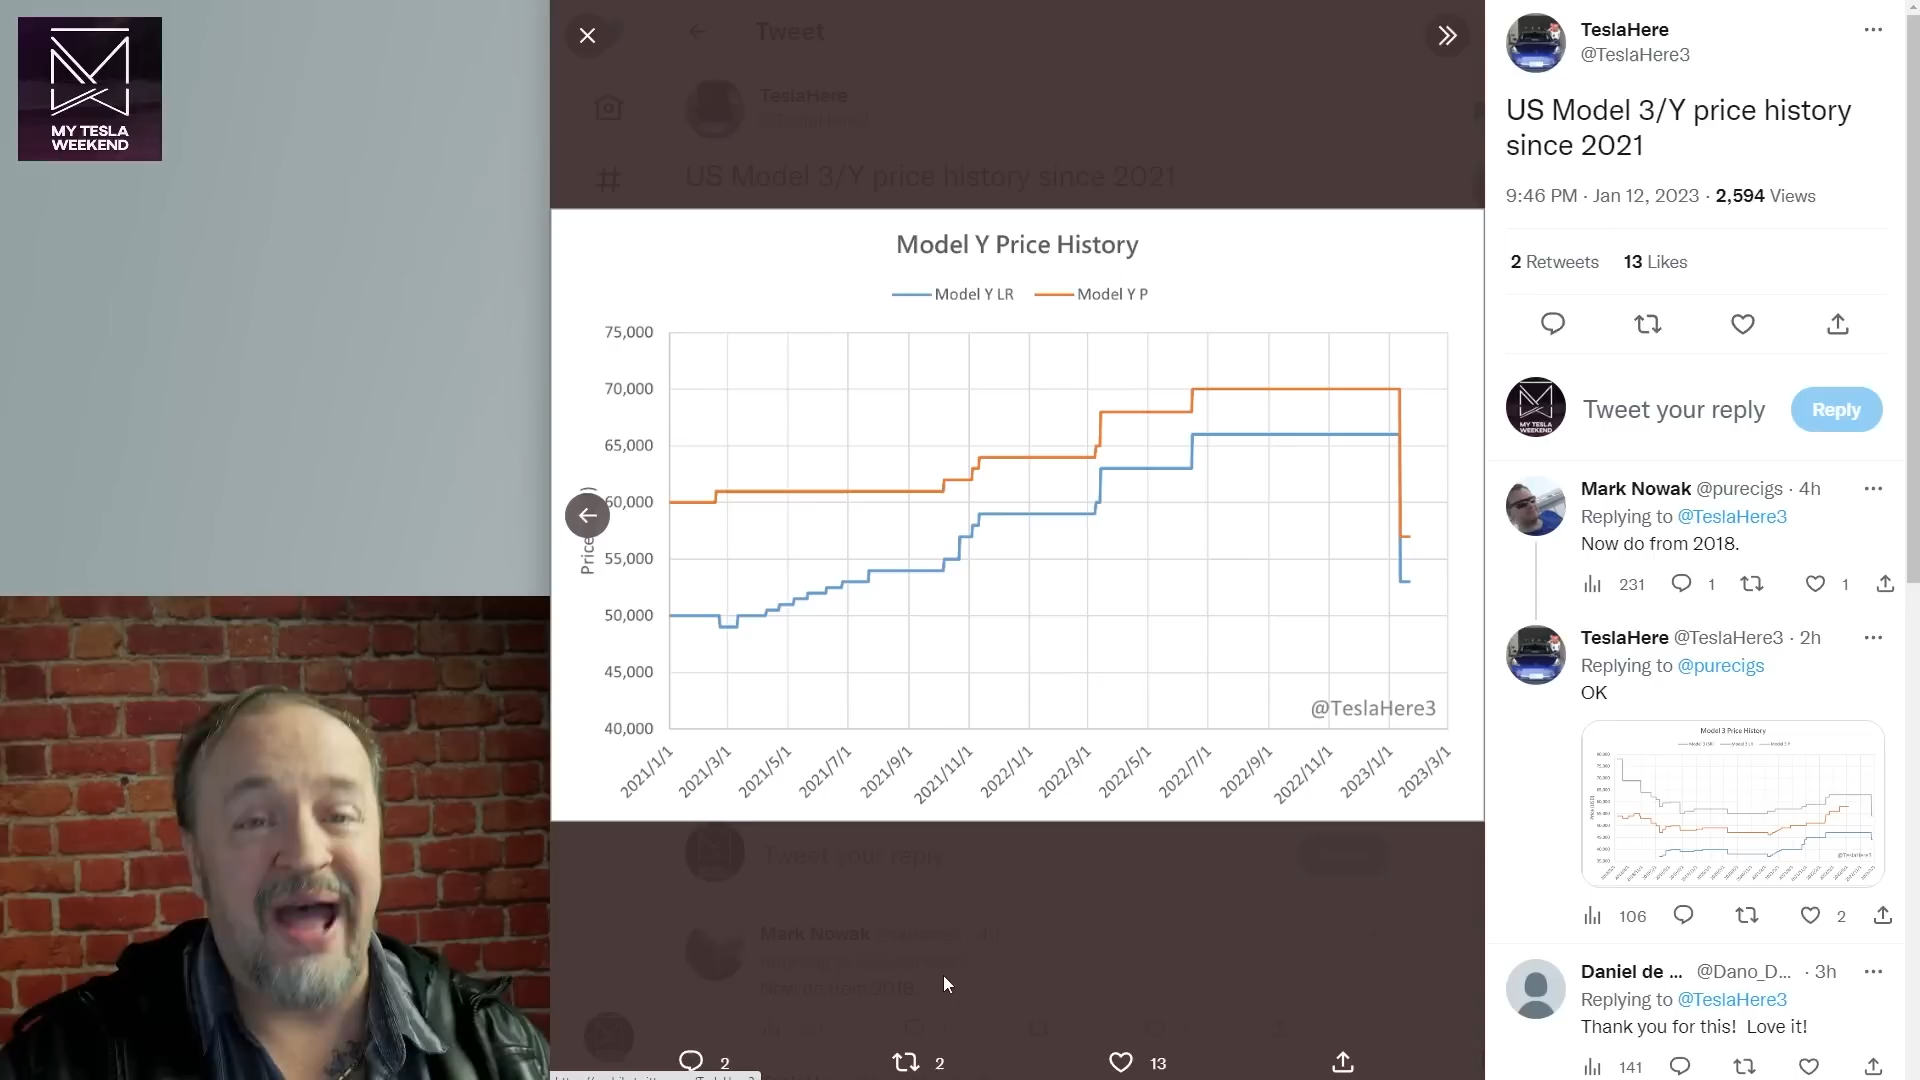 MY TESLA
WEEKEND
Tweet
TeslaHere
US Model 3/Y price history since 2021
Model Y Price History
Model Y LR
Model Y P
75,000
70,000
65,000
60,000
55,000
50,000
45,000
40,000
Price
@TeslaHere3
2021/1/1
2021/3/1
2021/5/1
2021/7/1
2021/9/1
2021/11/1
2022/1/1
2022/3/1
2022/5/1
2022/7/1
2022/9/1
2022/11/1
2023/1/1
2023/3/1
Tweet your reply
Mark Nowak
Now do from 2018.
2
2
13
TeslaHere
@TeslaHere3
US Model 3/Y price history
since 2021
9:46 PM · Jan 12, 2023 · 2,594 Views
2 Retweets 13 Likes
MY TESLA
WEEKEND
Tweet your reply
Reply
Mark Nowak @purecigs · 4h
Replying to @TeslaHere3
Now do from 2018.
231 1 1
TeslaHere @TeslaHere3 · 2h
Replying to @purecigs
OK
Model 3 Price History
@TeslaHere3
106 2
Daniel de ... @Dano_D... · 3h
Replying to @TeslaHere3
Thank you for this! Love it!
141